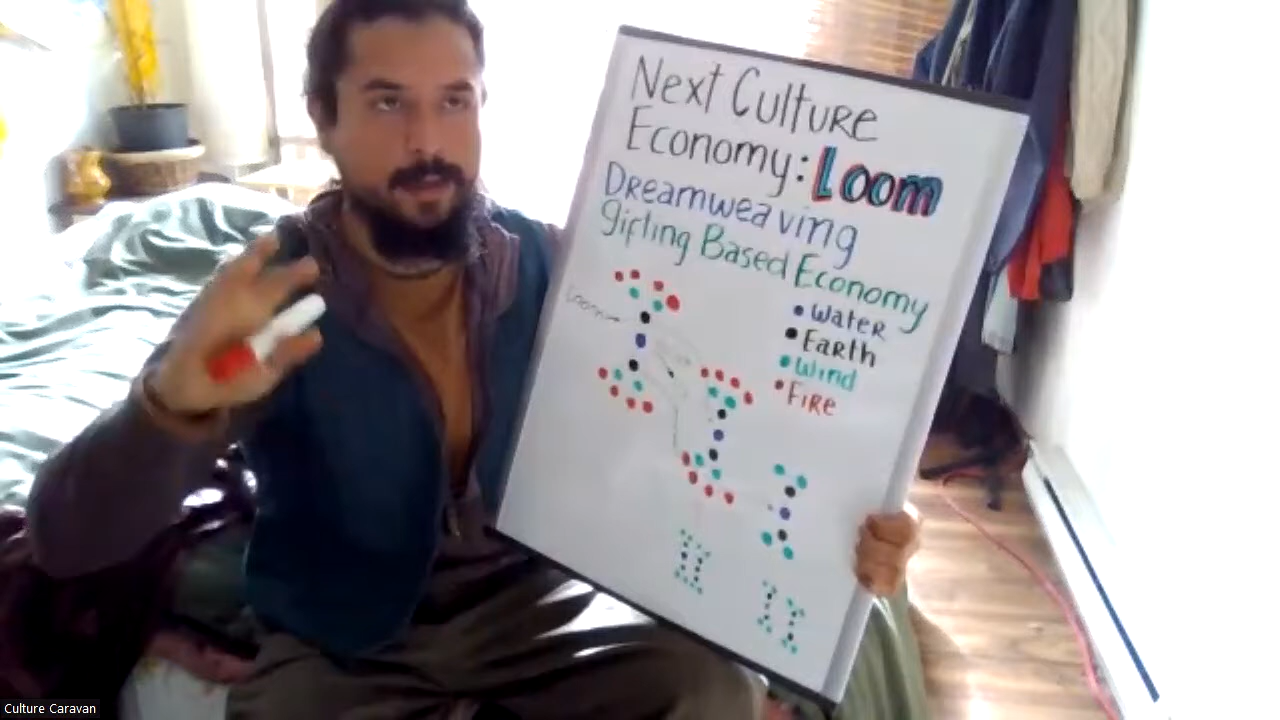 Next Culture
Economy: Loom
Dreamweaving
gifting Based Economy
Water
Earth
Wind
Fire
Culture Caravan